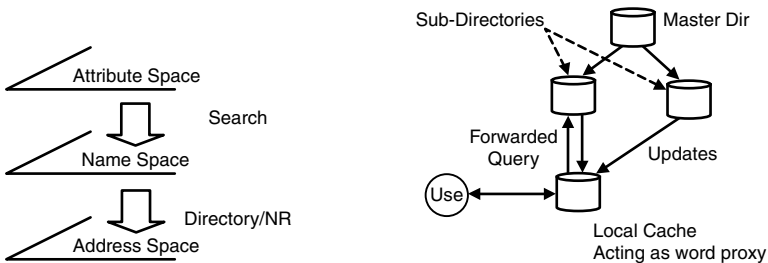 Attribute Space
Search
Name Space
Directory/NR
Address Space
Sub-Directories
Master Dir
Forwarded
Query
Updates
Use
Local Cache
Acting as word proxy